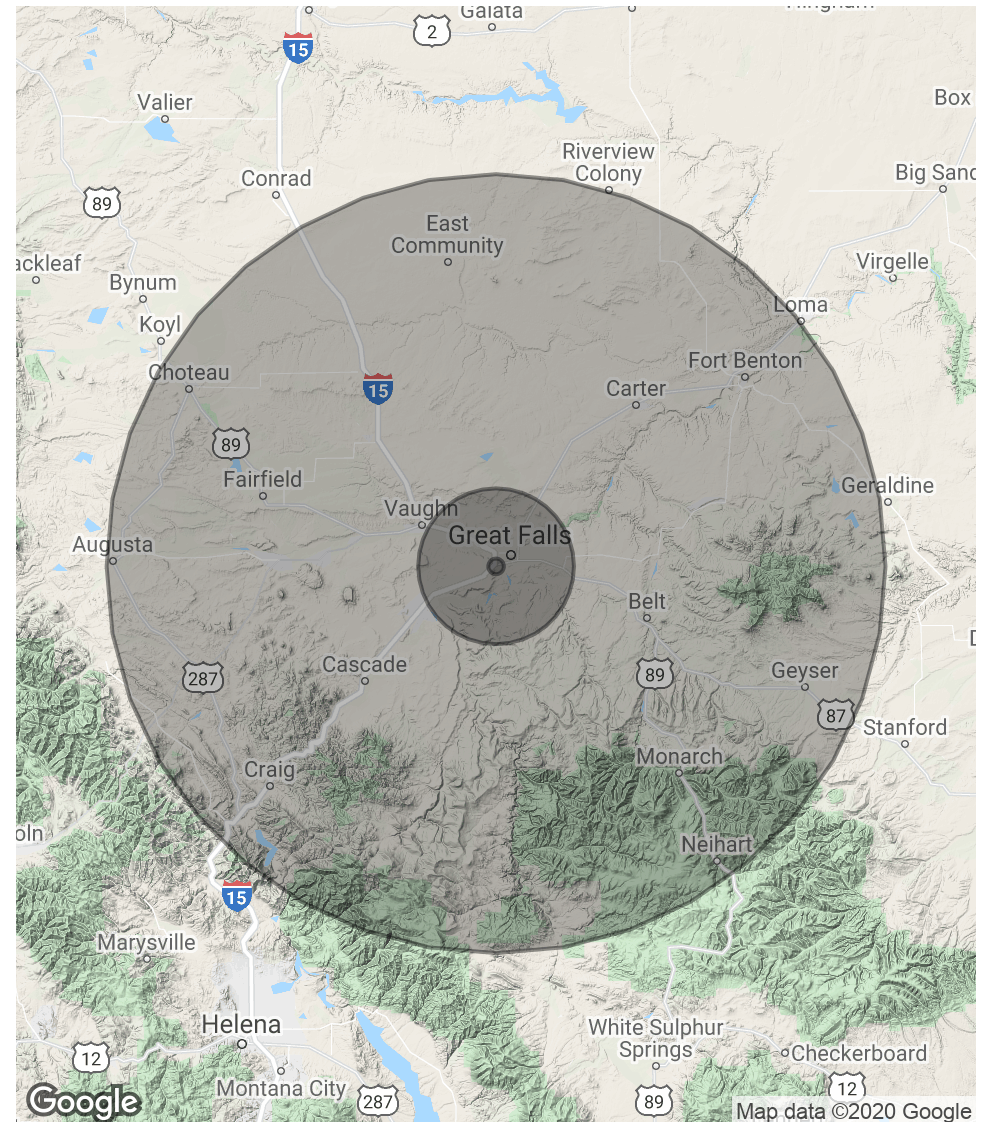 Galata
2
15
Valier
Box
Riverview
Colony
Conrad
Big Sand
89
East
Community
ackleaf
Virgelle
Bynum
Loma
Koyl
Choteau
Fort Benton
15
Carter
89
Fairfield
Geraldine
Vaughn
Great Falls
Augusta
Belt
Cascade
89
Geyser
287
87
Stanford
Monarch
Craig
oln
Neihart
15
Marysville
Helena
White Sulphur
Springs
12
Checkerboard
Montana City
287
89
12
Google
Map data ©2020 Google